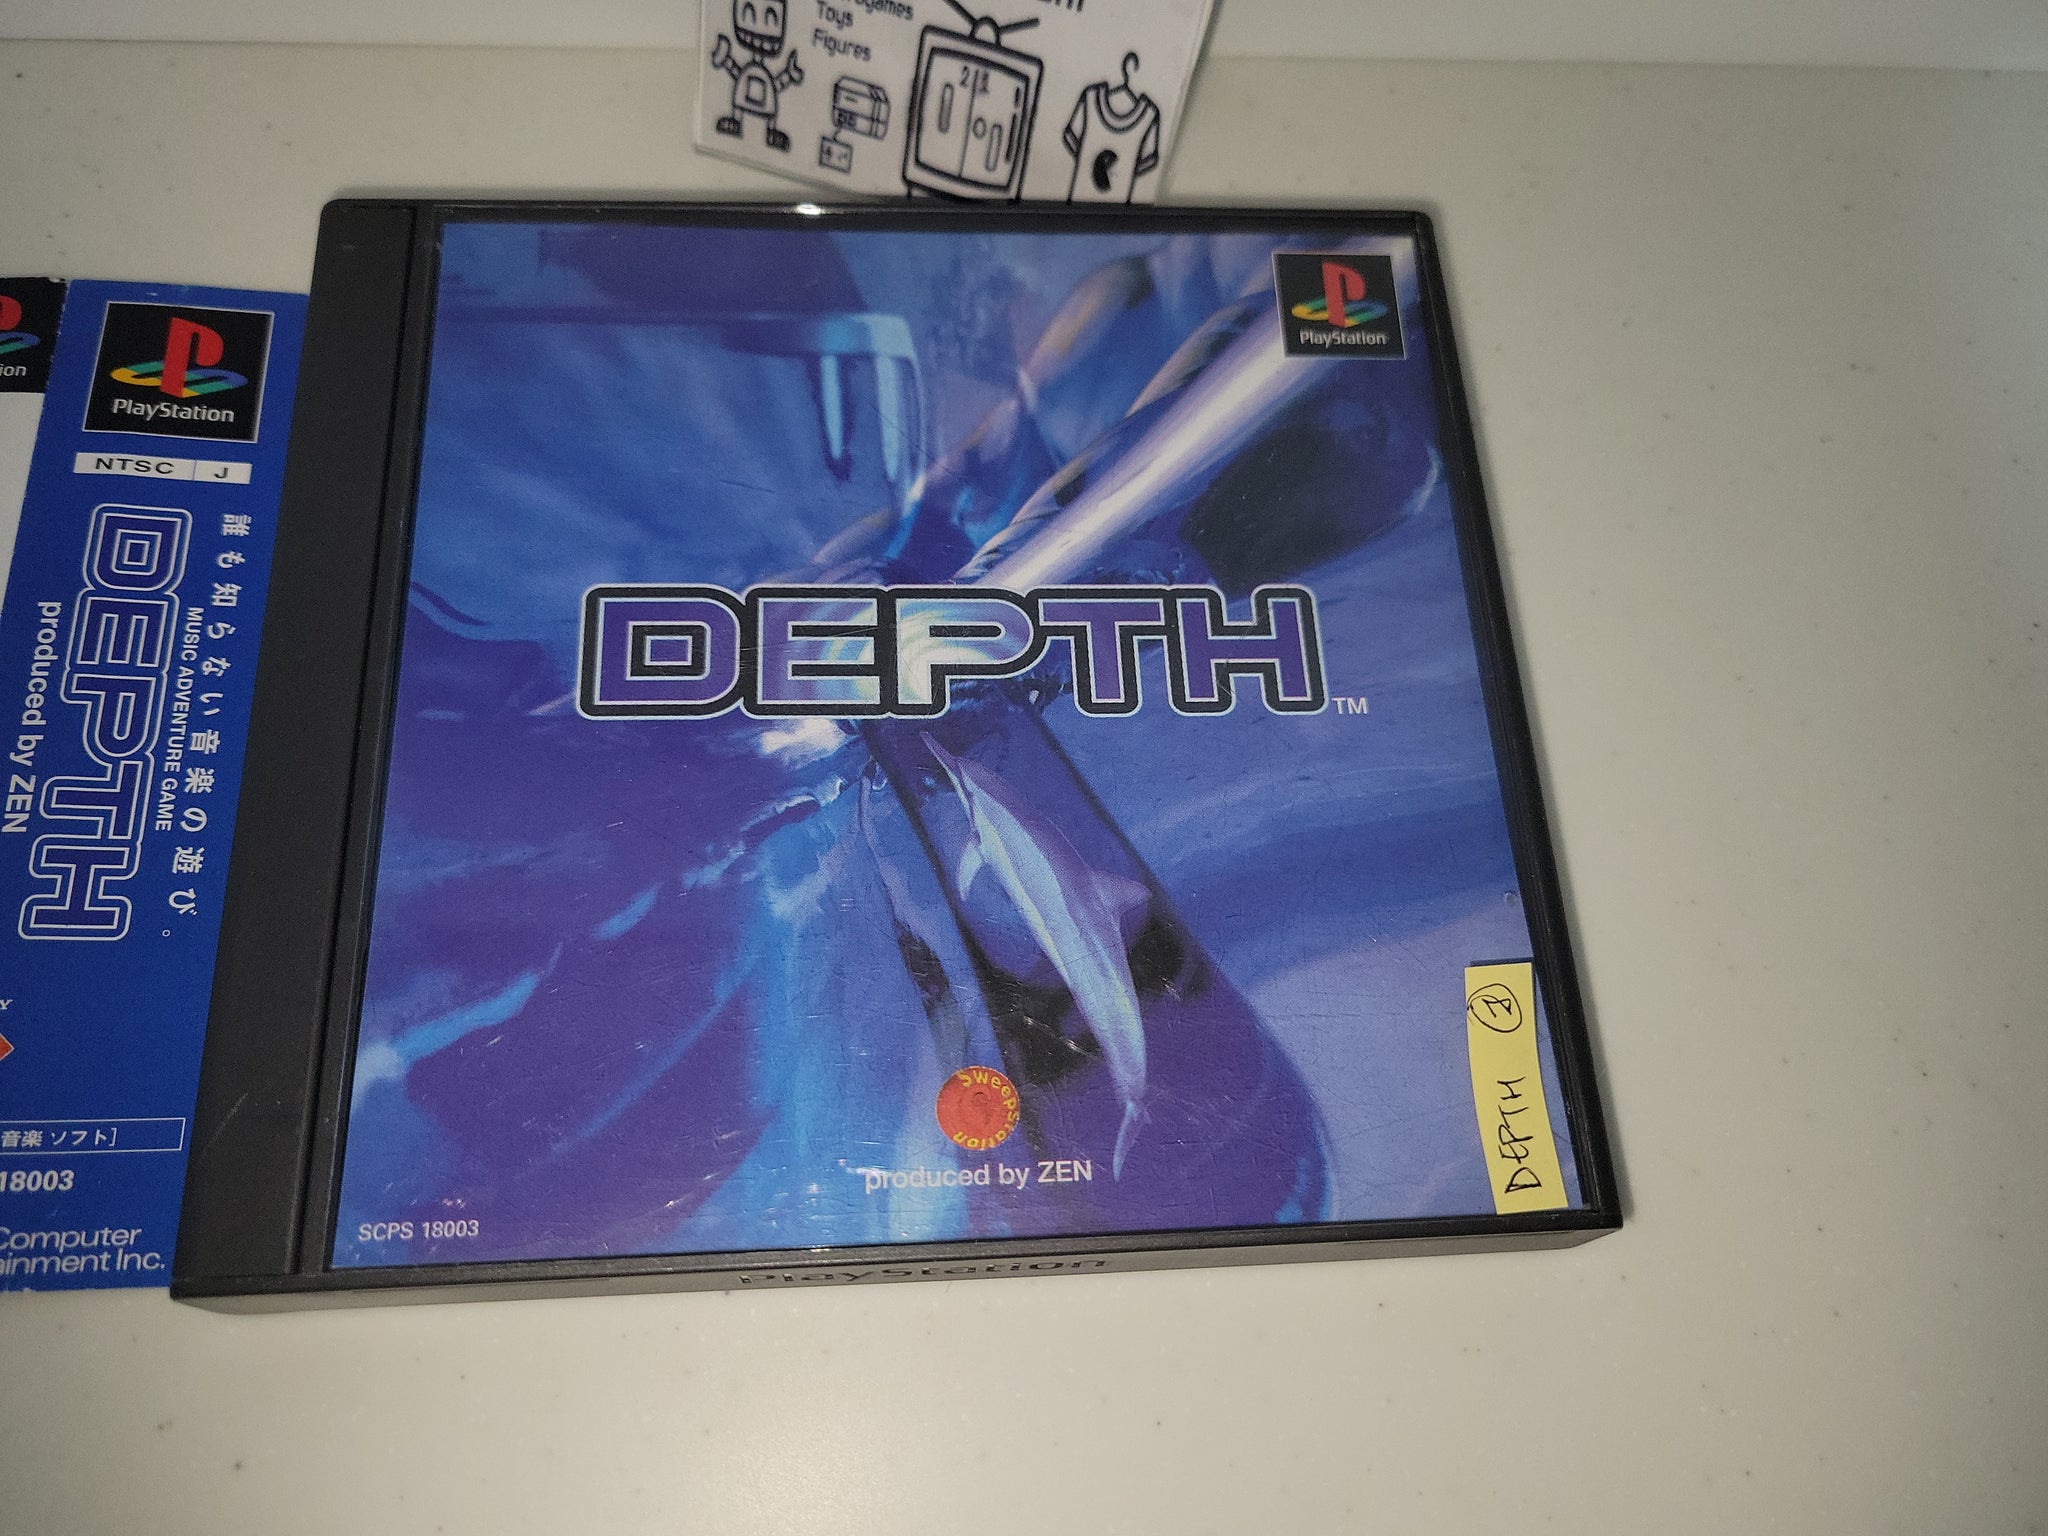 Toys
Figures
PlayStation
NTSC J
誰も知らない音楽の遊び。
MUSIC ADVENTURE GAME
DEPTH
produced by ZEN
音楽ソフト]
18003
Computer
Inc.
PlayStation
DEPTH TM
SweepStation
produced by ZEN
SCPS 18003
DEPTH
PlayStation